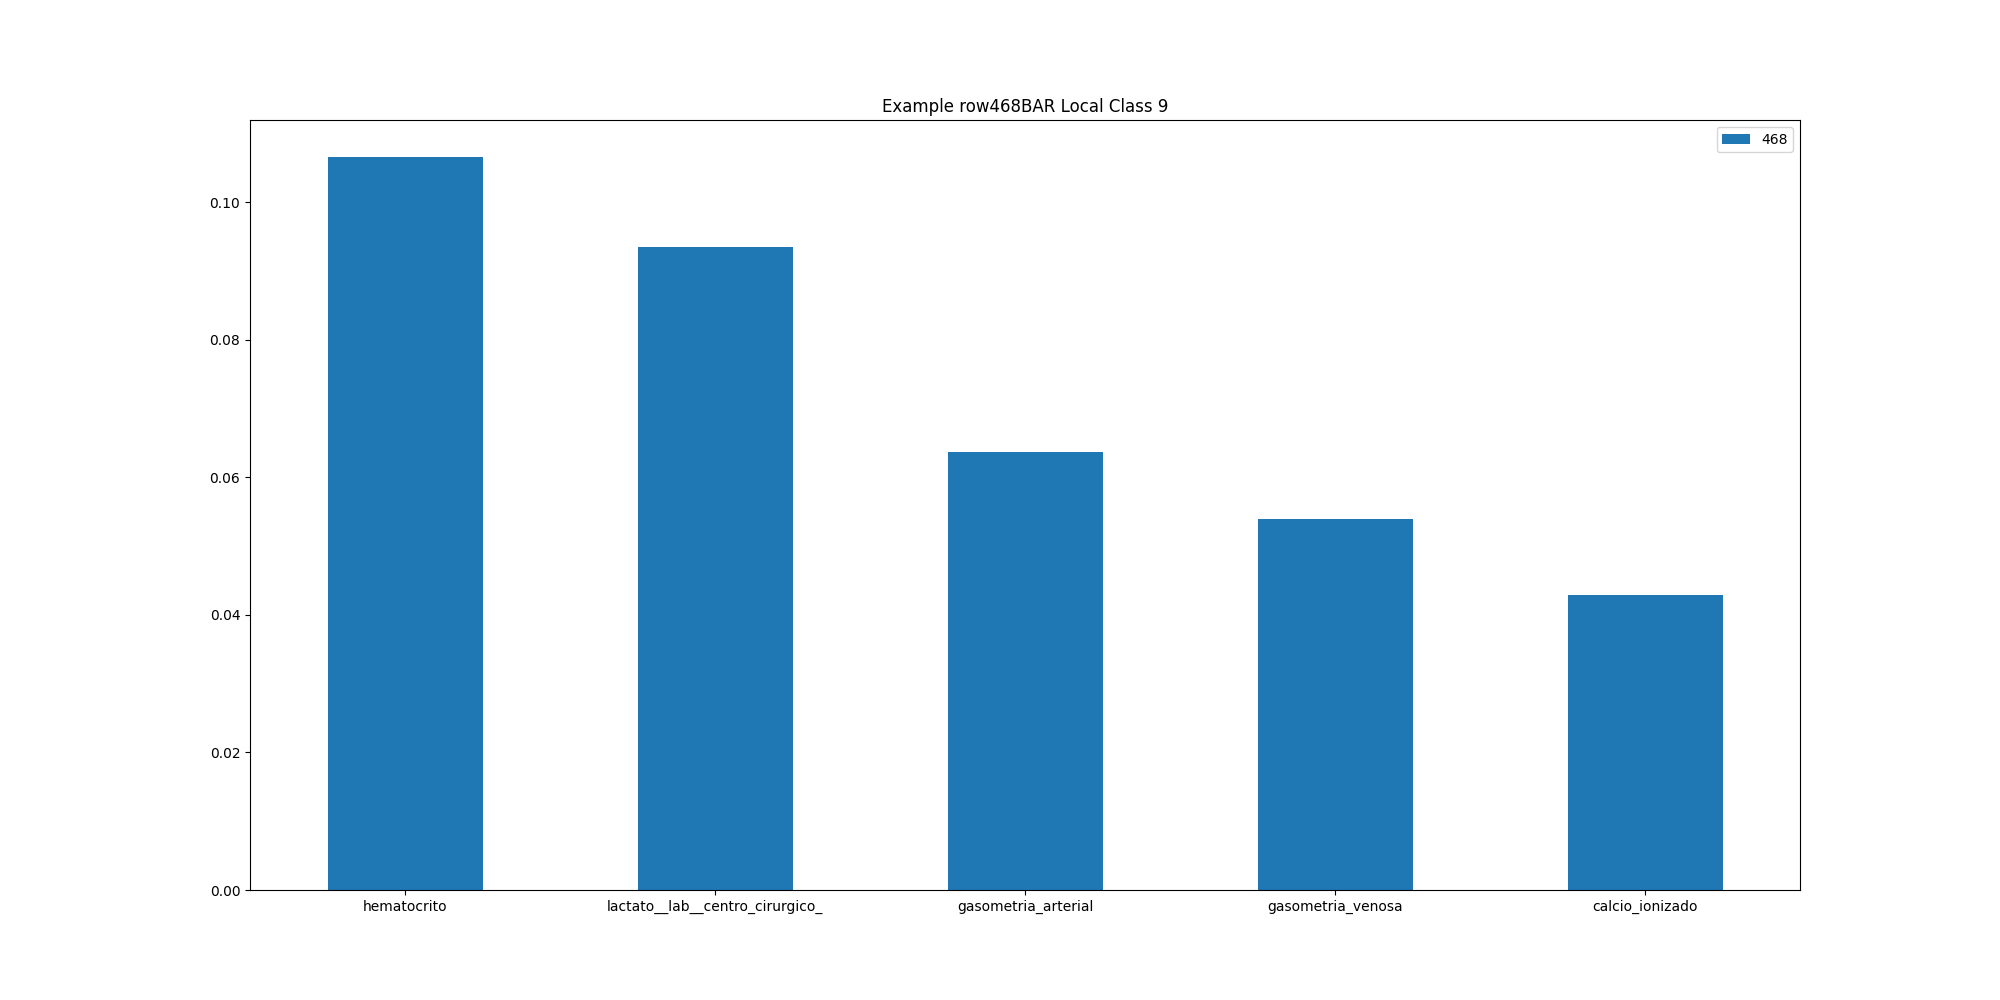 Example row468BAR Local Class 9
468
0.10
0.08
0.06
0.04
0.02
0.00
hematocrito
lactato__lab__centro_cirurgico_
gasometria_arterial
gasometria_venosa
calcio_ionizado